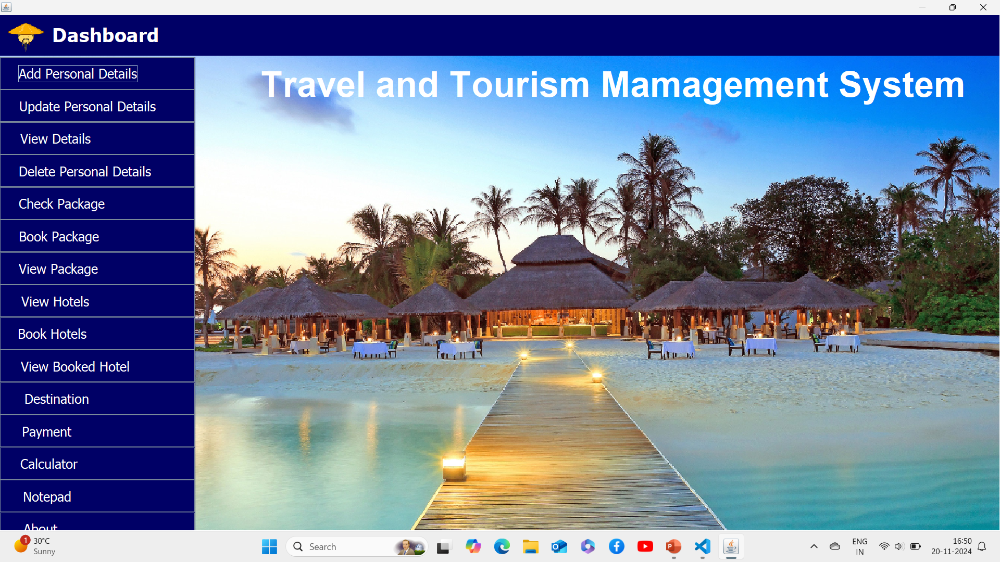 Dashboard
Travel and Tourism Mamagement System
Add Personal Details
Update Personal Details
View Details
Delete Personal Details
Check Package
Book Package
View Package
View Hotels
Book Hotels
View Booked Hotel
Destination
Payment
Calculator
Notepad
About
1
30°C
Sunny
Search
ENG
IN
16:50
20-11-2024